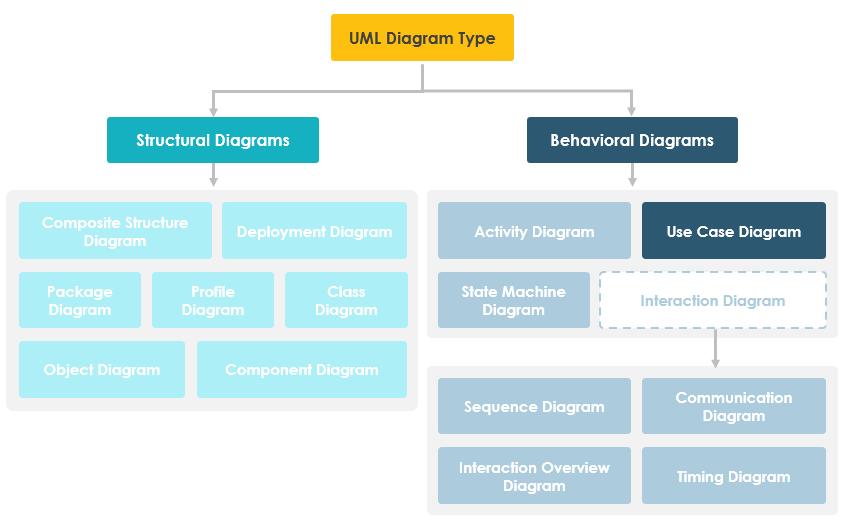 UML Diagram Type
Structural Diagrams
Behavioral Diagrams
Composite Structure
Diagram
Deployment Diagram
Package
Diagram
Profile
Diagram
Class
Diagram
Object Diagram
Component Diagram
Activity Diagram
Use Case Diagram
State Machine
Diagram
Interaction Diagram
Sequence Diagram
Communication
Diagram
Interaction Overview
Diagram
Timing Diagram